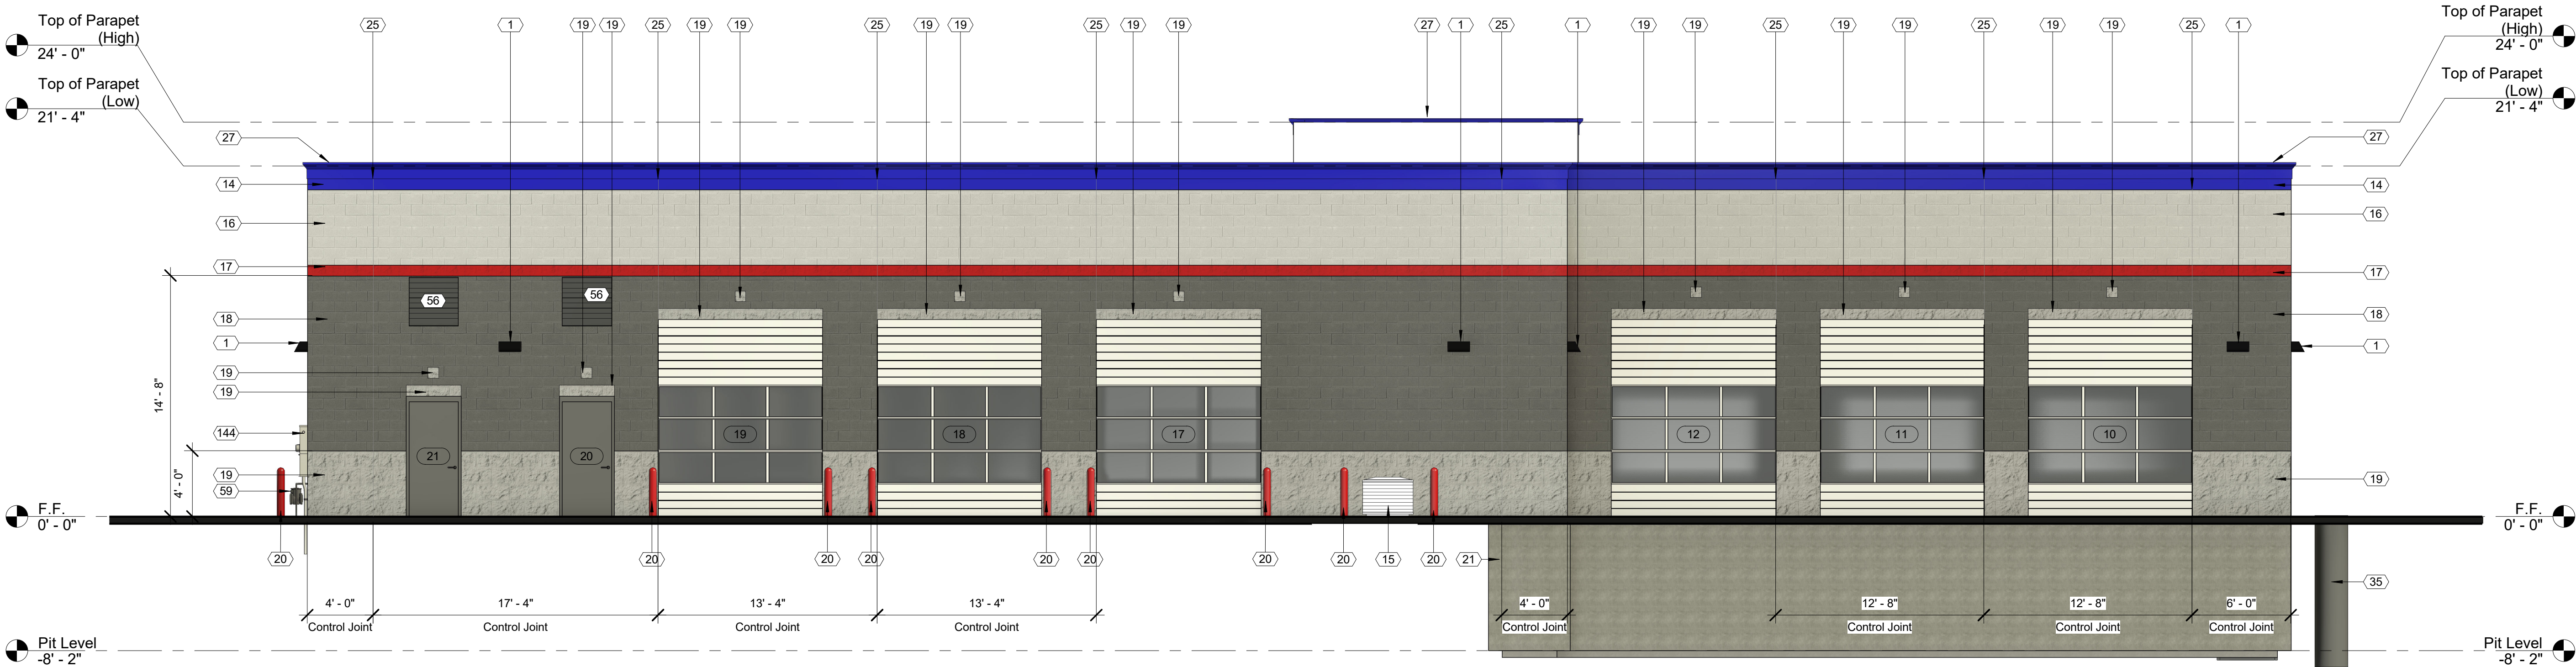 Top of Parapet
(High)
24' - 0"
Top of Parapet
(Low)
21' - 4"
25
1
19
19
25
19
25
19
19
25
19
19
27
1
25
1
19
19
25
19
19
25
19
19
25
1
Top of Parapet
(High)
24' - 0"
Top of Parapet
(Low)
21' - 4"
27
27
14
14
16
16
17
17
56
56
18
18
1
1
19
19
14' - 8"
144
19
18
17
12
11
10
21
20
19
4' - 0"
59
19
F.F.
0' - 0"
F.F.
0' - 0"
15
20
20
20
20
20
20
20
20
20
21
35
4' - 0"
17' - 4"
13' - 4"
13' - 4"
4' - 0"
12' - 8"
12' - 8"
6' - 0"
Control Joint
Control Joint
Control Joint
Control Joint
Control Joint
Control Joint
Control Joint
Control Joint
Pit Level
-8' - 2"
Pit Level
-8' - 2"